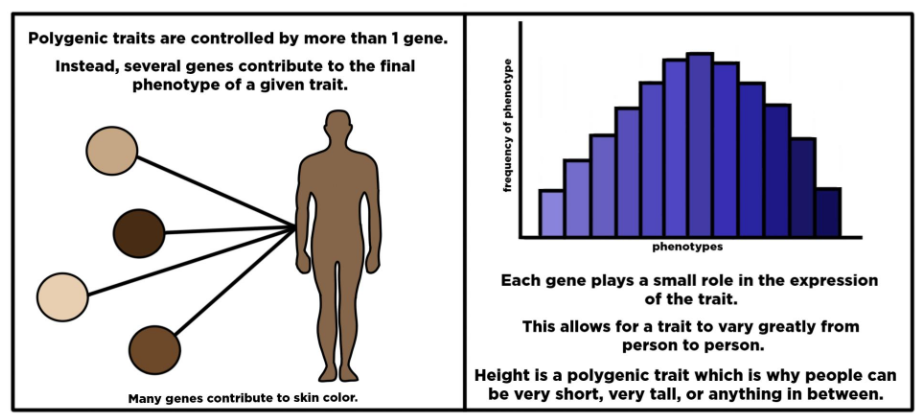 Polygenic traits are controlled by more than 1 gene.
Instead, several genes contribute to the final
phenotype of a given trait.
Many genes contribute to skin color.
frequency of phenotype
phenotypes
Each gene plays a small role in the expression
of the trait.
This allows for a trait to vary greatly from
person to person.
Height is a polygenic trait which is why people can
be very short, very tall, or anything in between.